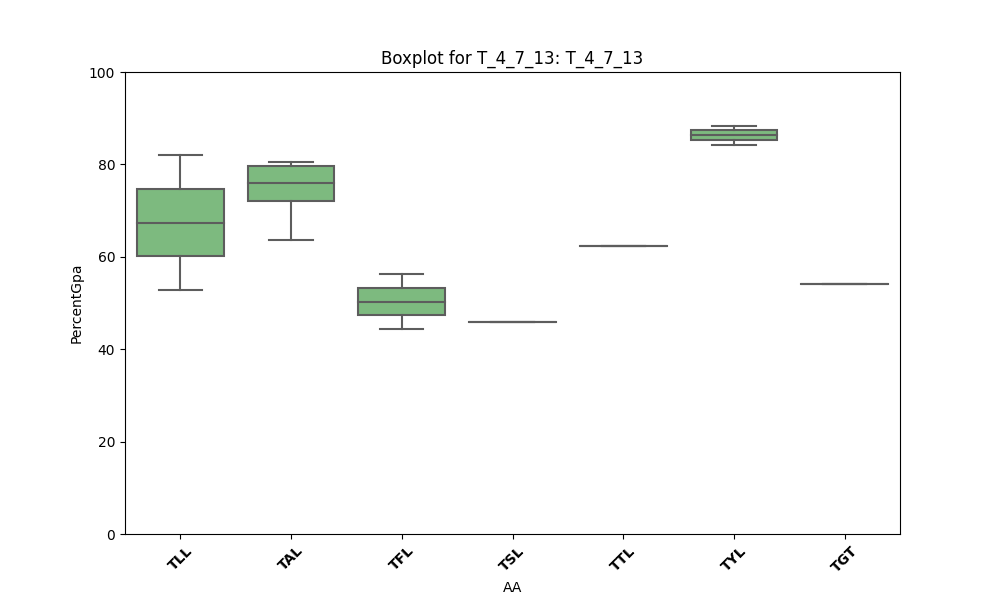 Boxplot for T_4_7_13: T_4_7_13
100
80
60
40
20
0
PercentGpa
TLL
TAL
TFL
TSL
TTL
TYL
TGT
AA